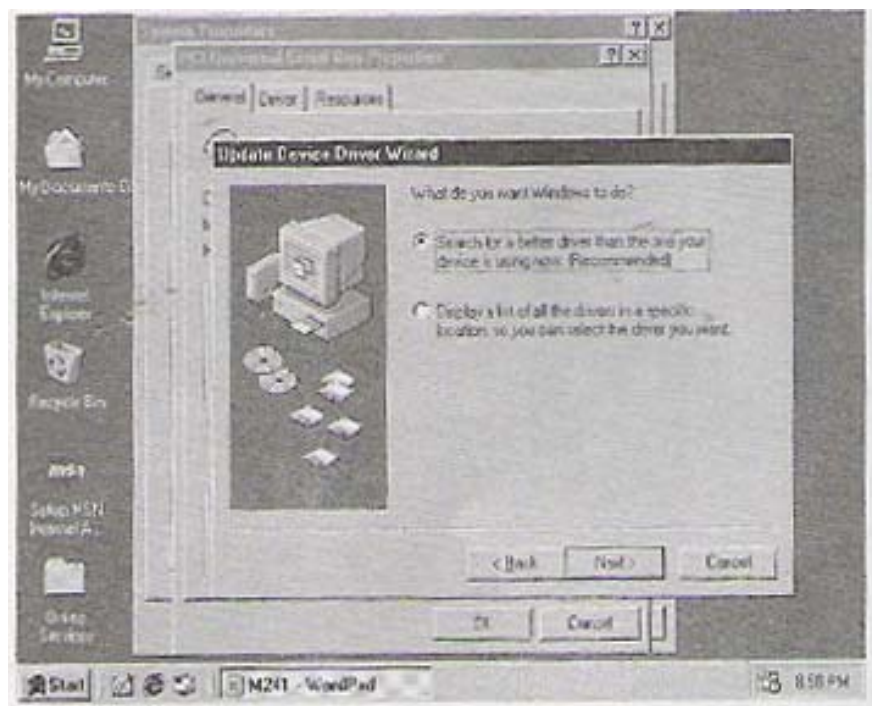 My Computer
My Documents
Internet
Explorer
Recycle Bin
msn
Setup MSN
Internet A...
Online
Services
System Properties
PCI Universal Serial Bus Properties
General Driver Resources
Update Device Driver Wizard
What do you want Windows to do?
Search for a better driver than the one your
device is using now. (Recommended)
Display a list of all the drivers in a specific
location, so you can select the driver you want.
< Back Next > Cancel
OK Cancel
Start M241 - WordPad 8:58 PM